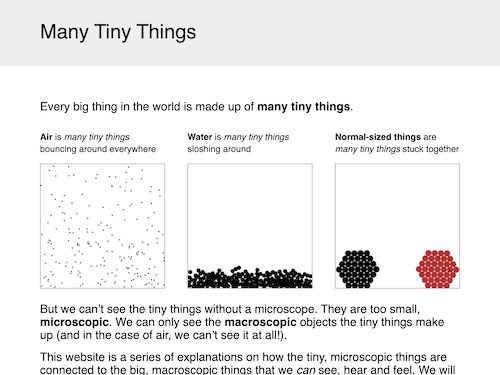 Many Tiny Things
Every big thing in the world is made up of many tiny things.
Air is many tiny things
bouncing around everywhere
Water is many tiny things
sloshing around
Normal-sized things are
many tiny things stuck together
But we can’t see the tiny things without a microscope. They are too small,
microscopic. We can only see the macroscopic objects the tiny things make
up (and in the case of air, we can’t see it at all!).
This website is a series of explanations on how the tiny, microscopic things are
connected to the big, macroscopic things that we can see, hear and feel. We will